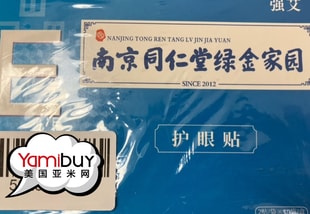 强艾
NANJING TONG REN TANG LV JIN JIA YUAN
南京同仁堂绿金家园
SINCE 2012
E
护眼贴
Yamibuy
美国亚米网